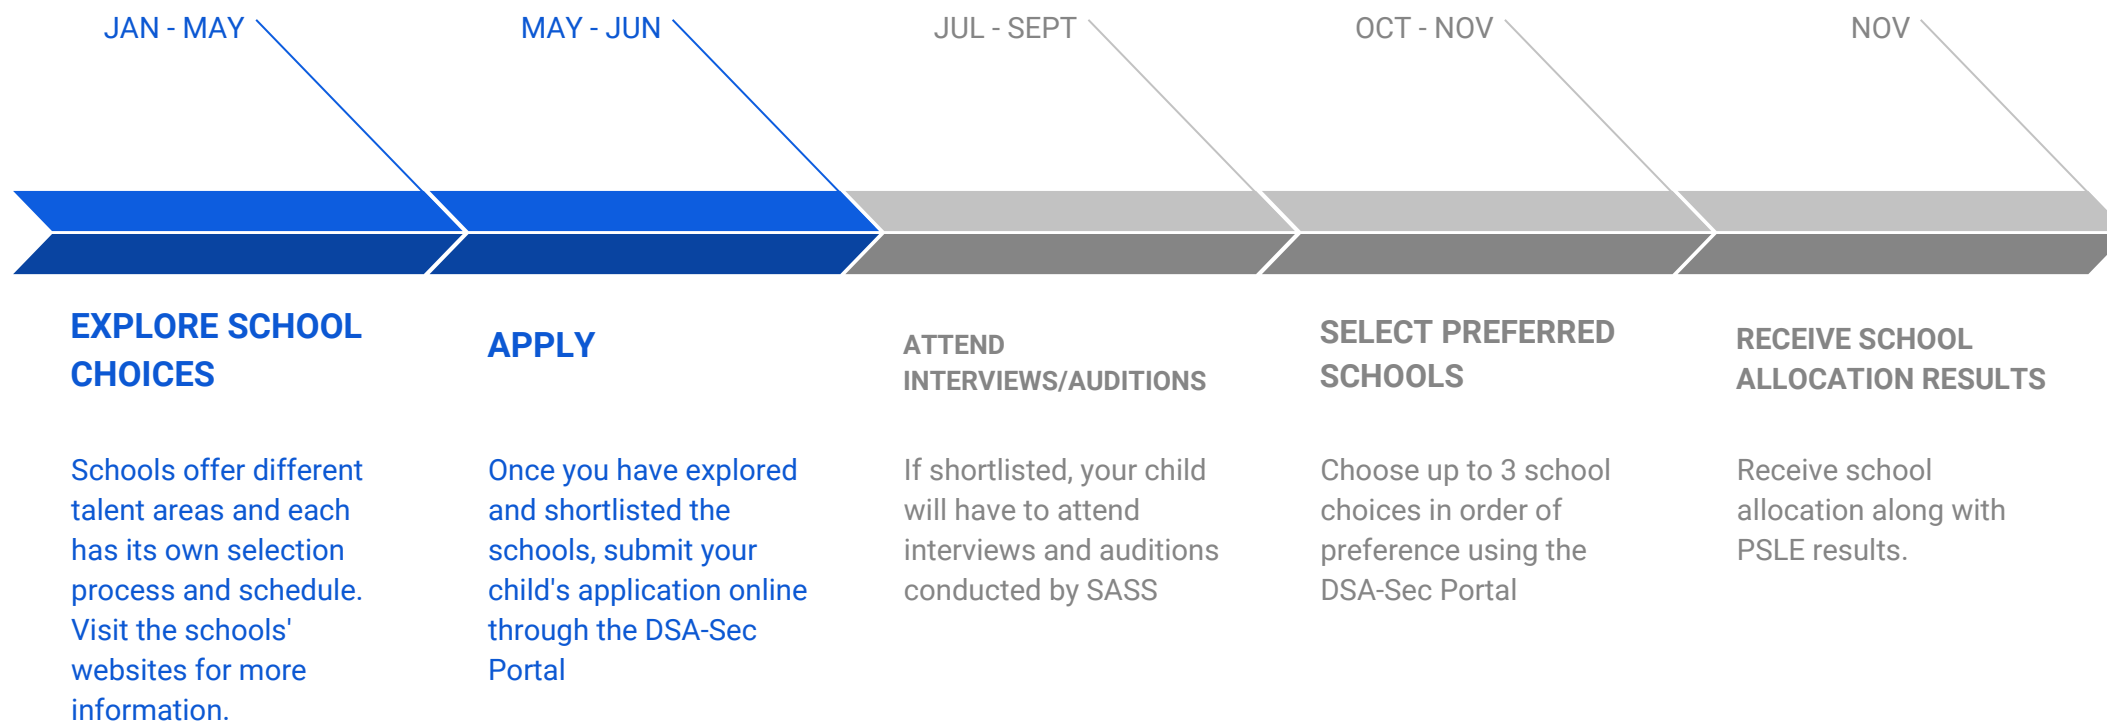 JAN - MAY
MAY - JUN
JUL - SEPT
OCT - NOV
NOV
EXPLORE SCHOOL
CHOICES
Schools offer different
talent areas and each
has its own selection
process and schedule.
Visit the schools'
websites for more
information.
APPLY
Once you have explored
and shortlisted the
schools, submit your
child's application online
through the DSA-Sec
Portal
ATTEND
INTERVIEWS/AUDITIONS
If shortlisted, your child
will have to attend
interviews and auditions
conducted by SASS
SELECT PREFERRED
SCHOOLS
Choose up to 3 school
choices in order of
preference using the
DSA-Sec Portal
RECEIVE SCHOOL
ALLOCATION RESULTS
Receive school
allocation along with
PSLE results.